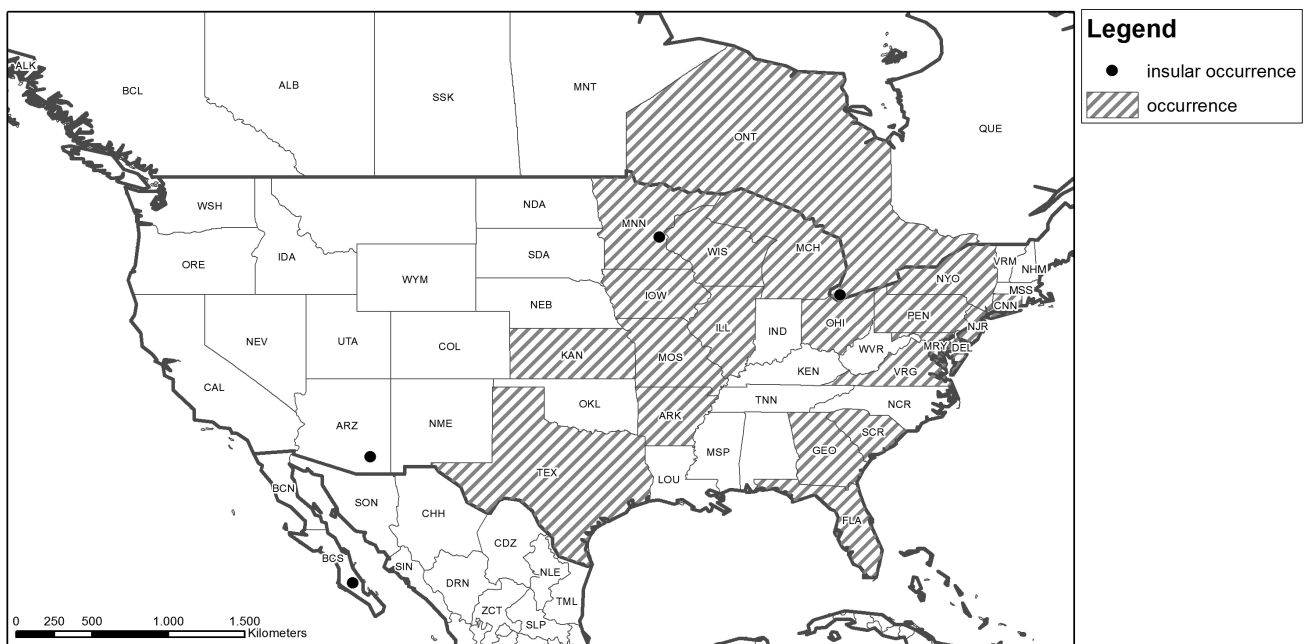 Legend
insular occurrence
occurrence
ALK
BCL
ALB
SSK
MNT
ONT
QUE
WSH
NDA
MNN
ORE
IDA
SDA
WIS
MCH
VRM
NHM
WYM
NYO
MSS
NEB
IOW
CNN
PEN
NEV
UTA
COL
ILL
IND
OHI
NJR
KAN
MOS
WVR
MRY
DEL
CAL
KEN
VRG
OKL
TNN
NCR
ARZ
NME
ARK
SCR
MSP
GEO
TEX
LOU
BCN
SON
CHH
FLA
CDZ
BCS
SIN
NLE
DRN
TML
ZCT
SLP
0 250 500 1.000 1.500
Kilometers